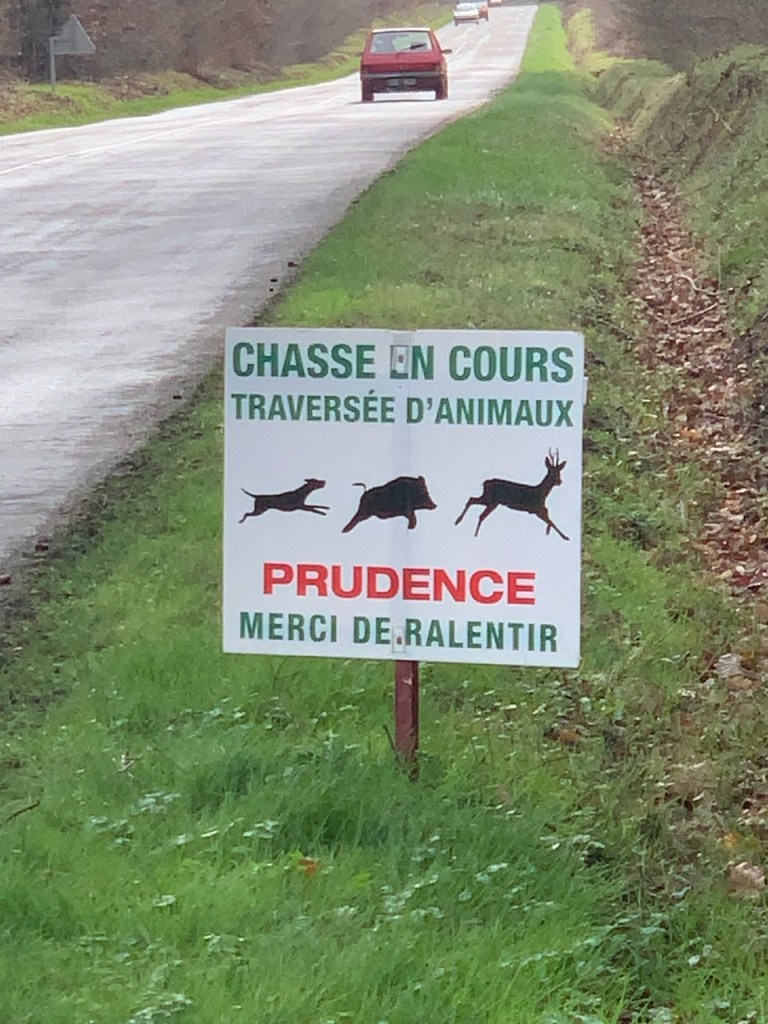 CHASSE EN COURS
TRAVERSÉE D'ANIMAUX
PRUDENCE
MERCI DE RALENTIR